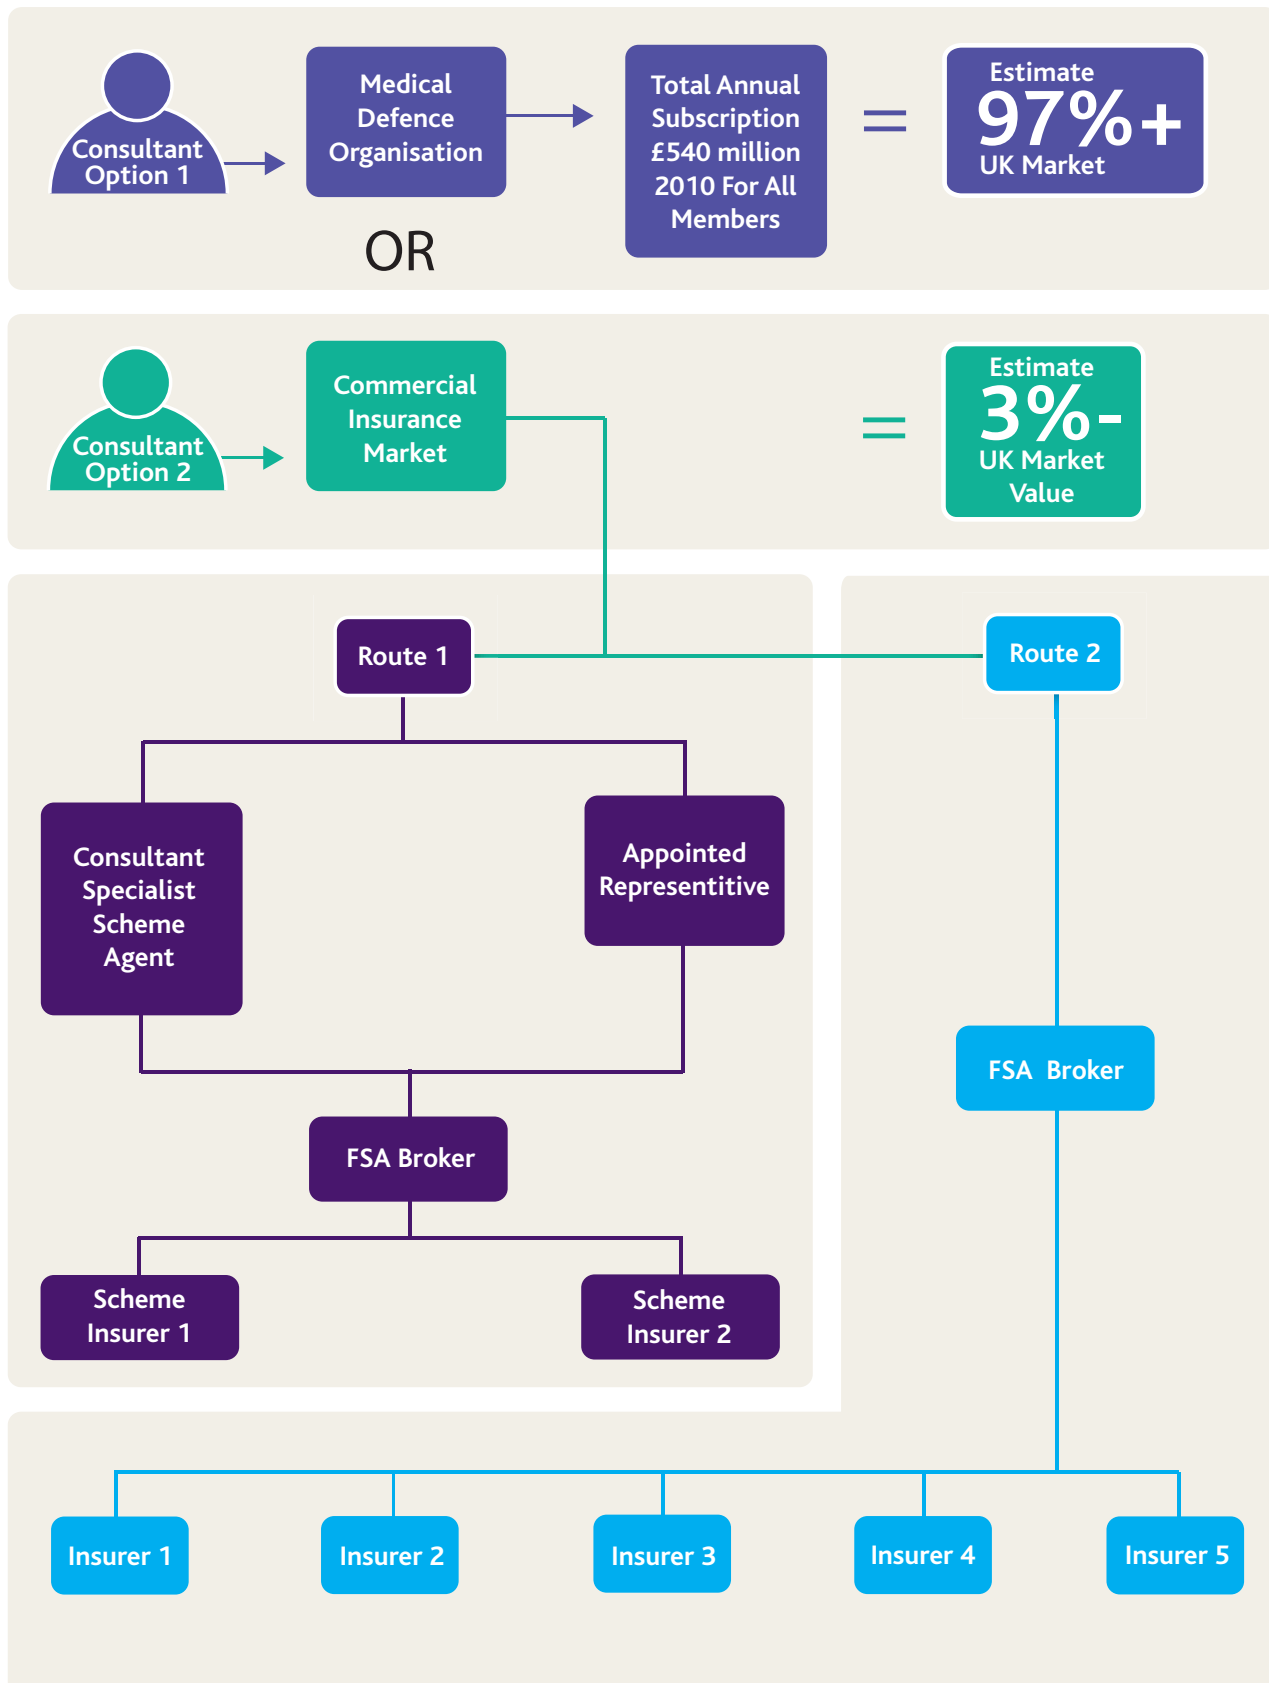 Consultant
Option 1
Medical
Defence
Organisation
Total Annual
Subscription
£540 million
2010 For All
Members
=
Estimate
97%+
UK Market
OR
Consultant
Option 2
Commercial
Insurance
Market
=
Estimate
3%-
UK Market
Value
Route 1
Route 2
Consultant
Specialist
Scheme
Agent
Appointed
Representitive
FSA Broker
FSA Broker
Scheme
Insurer 1
Scheme
Insurer 2
Insurer 1
Insurer 2
Insurer 3
Insurer 4
Insurer 5